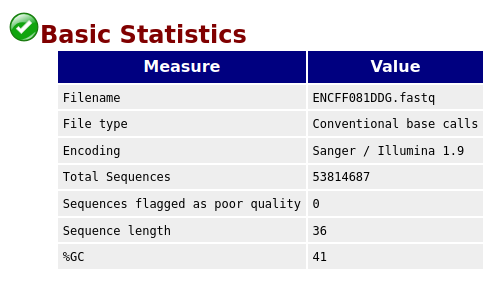 Basic Statistics
Measure Value
Filename ENCFF081DDG.fastq
File type Conventional base calls
Encoding Sanger / Illumina 1.9
Total Sequences 53814687
Sequences flagged as poor quality 0
Sequence length 36
%GC 41